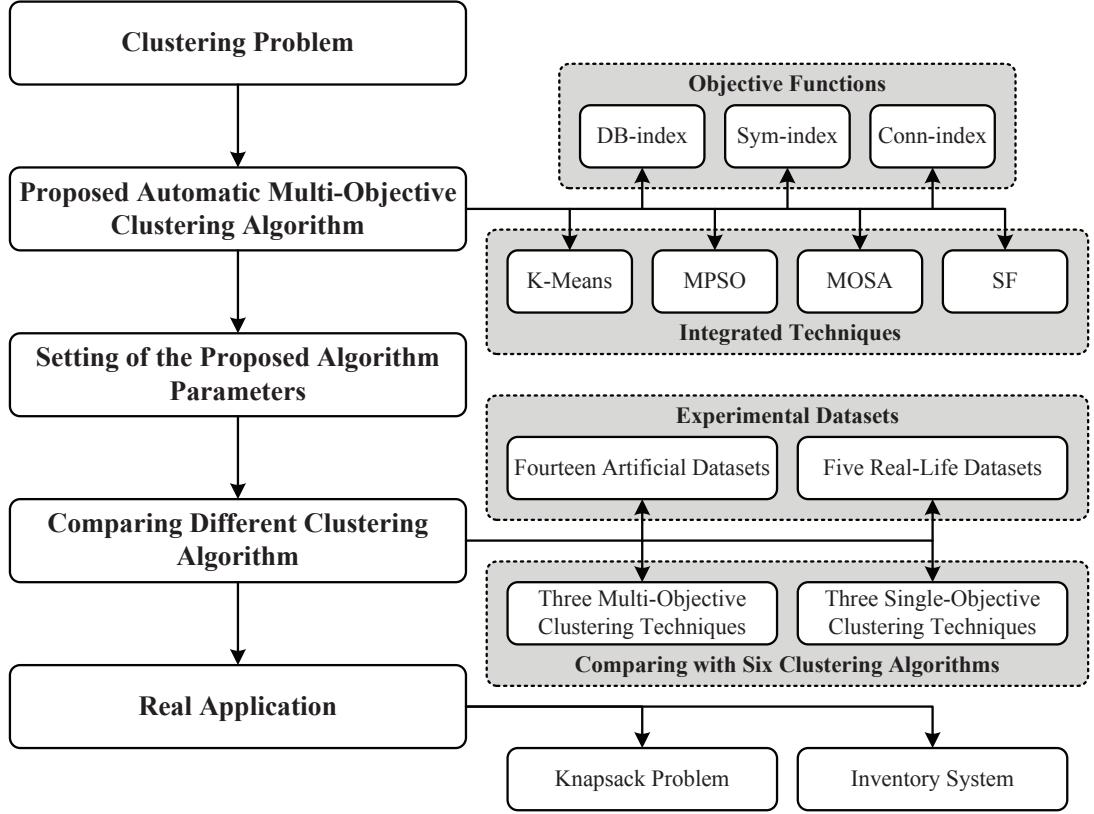 Clustering Problem
Objective Functions
DB-index
Sym-index
Conn-index
Proposed Automatic Multi-Objective
Clustering Algorithm
K-Means
MPSO
MOSA
SF
Integrated Techniques
Setting of the Proposed Algorithm
Parameters
Experimental Datasets
Fourteen Artificial Datasets
Five Real-Life Datasets
Comparing Different Clustering
Algorithm
Three Multi-Objective
Clustering Techniques
Three Single-Objective
Clustering Techniques
Comparing with Six Clustering Algorithms
Real Application
Knapsack Problem
Inventory System